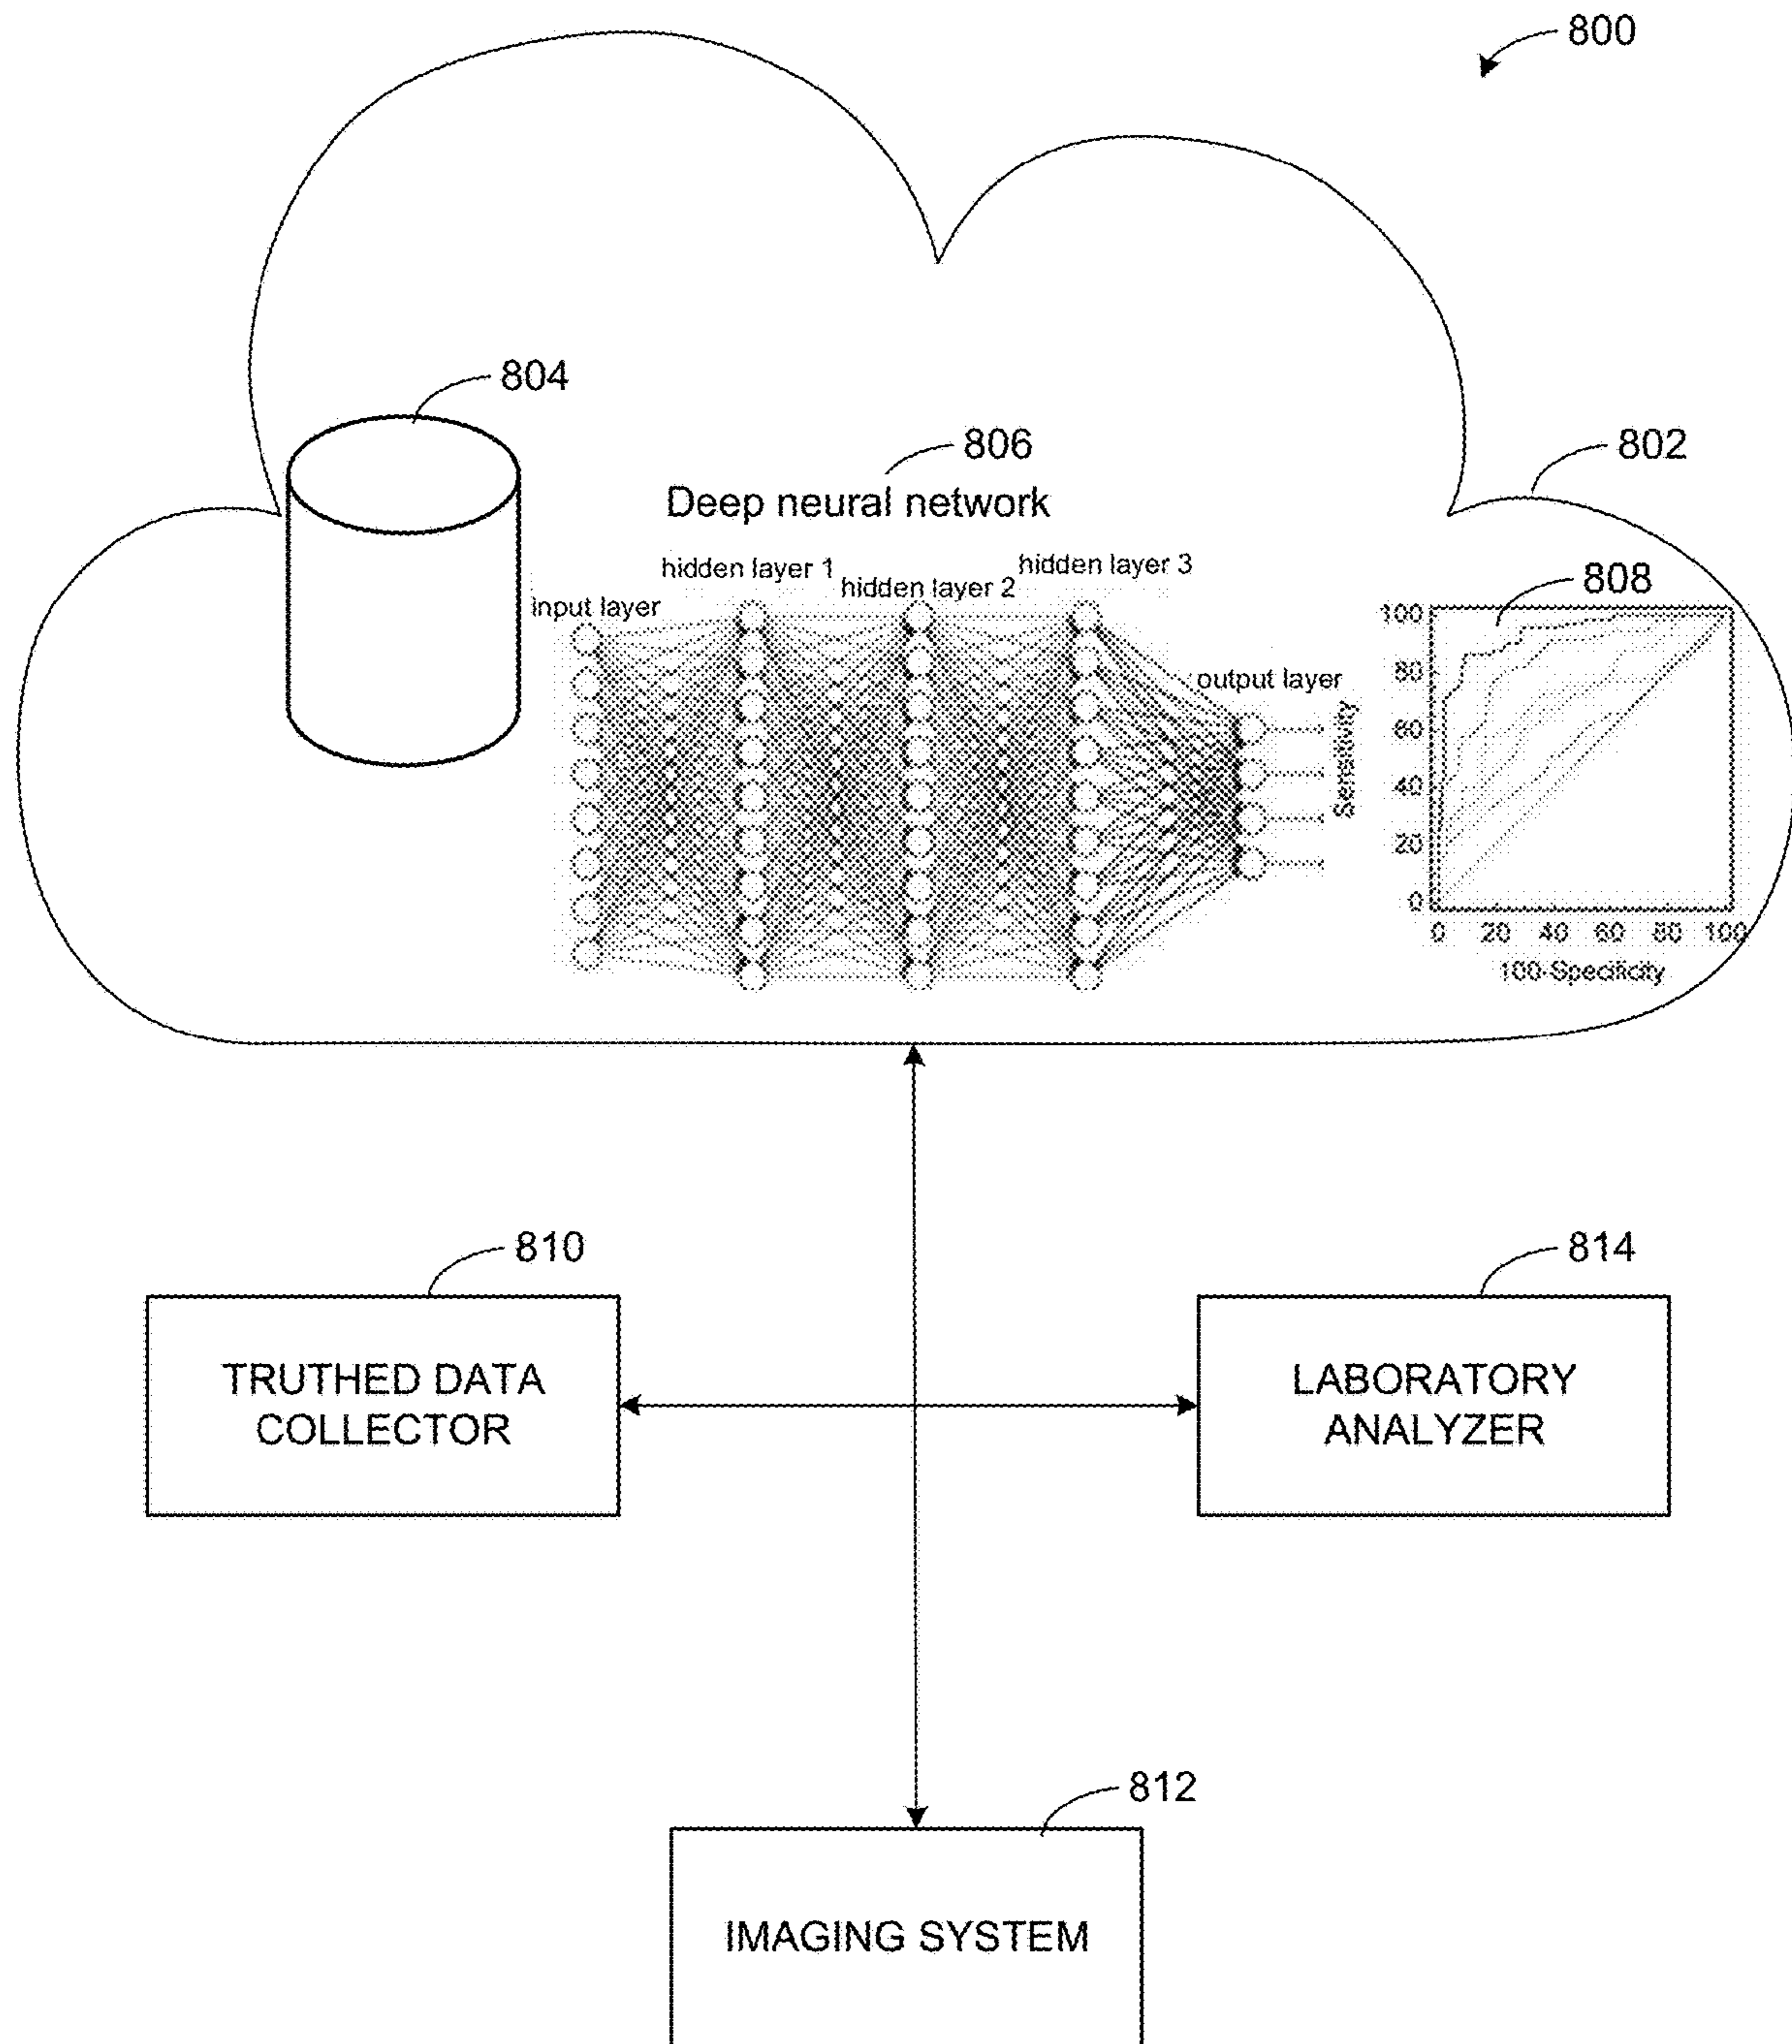 800
804
806
802
Deep neural network
hidden layer 1
hidden layer 2
hidden layer 3
input layer
output layer
808
Sensitivity
100
80
60
40
20
0
0 20 40 60 80 100
100-Specificity
810
814
TRUTHED DATA
COLLECTOR
LABORATORY
ANALYZER
812
IMAGING SYSTEM